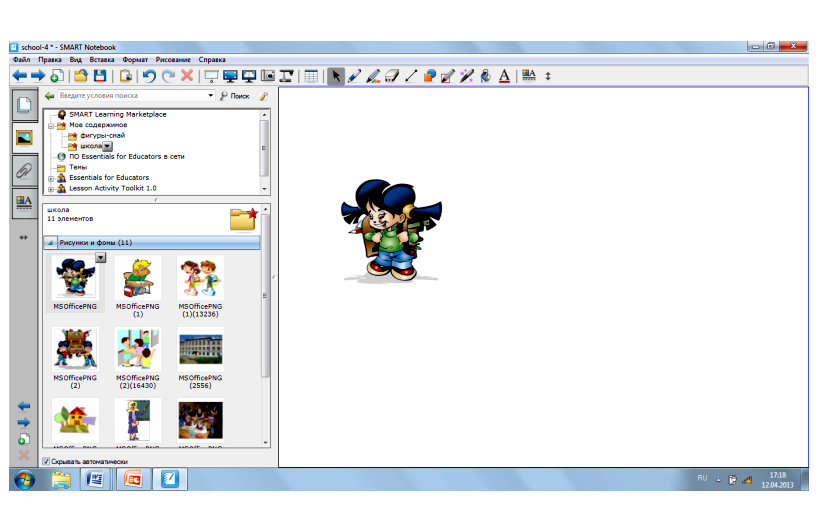 school-4 * - SMART Notebook
Файл Правка Вид Вставка Формат Рисование Справка
Введите условия поиска Поиск
SMART Learning Marketplace
Мое содержимое
фигуры-смай
школа
ПО Essentials for Educators в сети
Темы
Essentials for Educators
Lesson Activity Toolkit 1.0
школа
11 элементов
Рисунки и фоны (11)
MSOfficePNG MSOfficePNG MSOfficePNG
(1) (1)(13236)
MSOfficePNG MSOfficePNG MSOfficePNG
(2) (2)(16430) (2556)
Скрывать автоматически
RU 17:18
12.04.2013